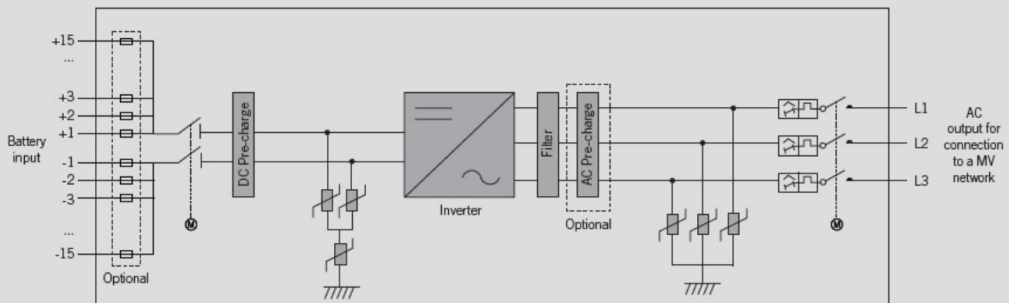 +15
...
+3
+2
+1
-1
-2
-3
...
-15
Battery
input
Optional
M
DC Pre-charge
Inverter
Filter
AC Pre-charge
Optional
M
L1
L2
L3
AC
output for
connection
to a MV
network